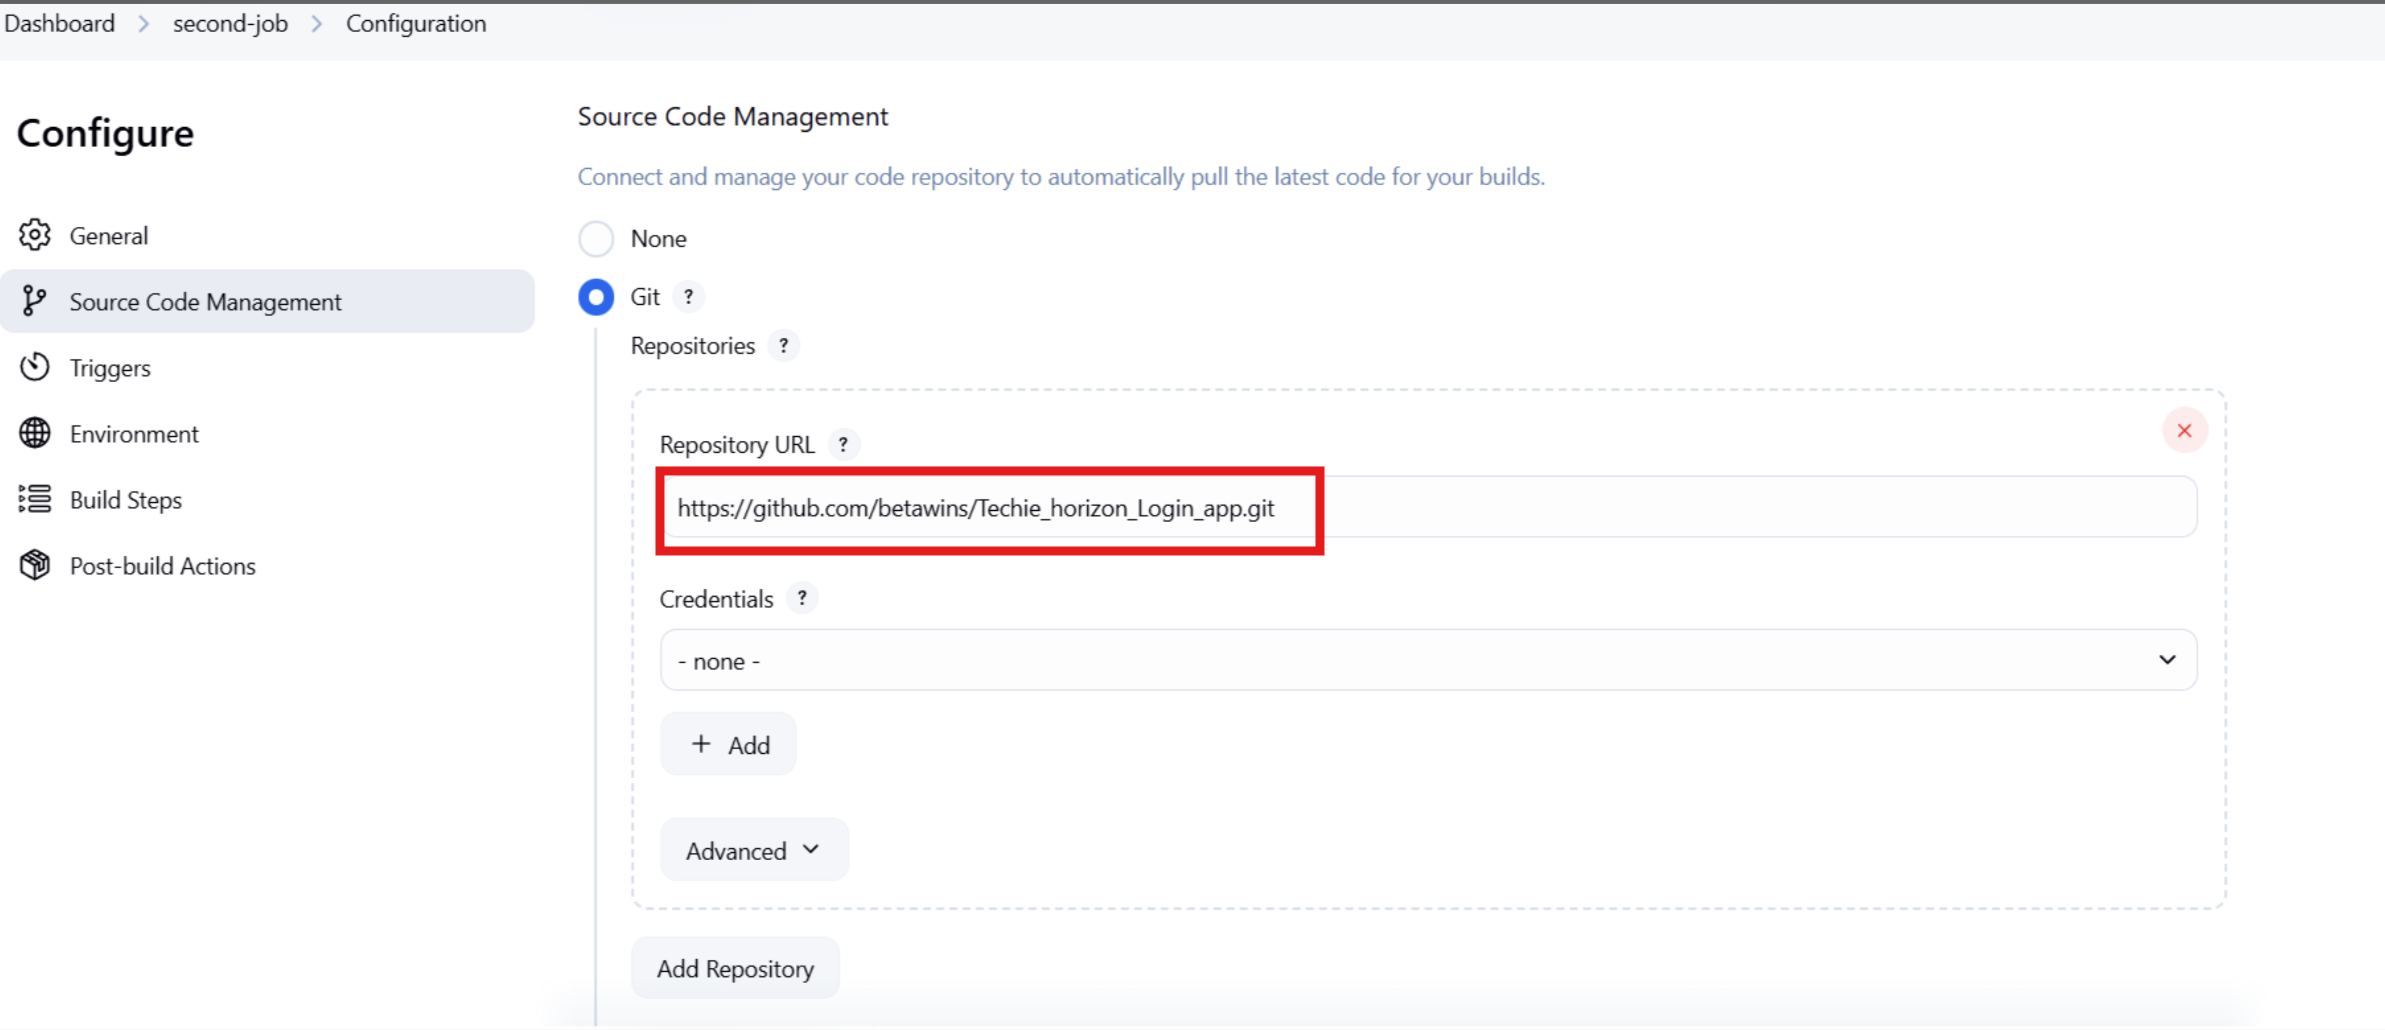 Dashboard > second-job > Configuration
Configure
General
Source Code Management
Triggers
Environment
Build Steps
Post-build Actions
Source Code Management
Connect and manage your code repository to automatically pull the latest code for your builds.
None
Git ?
Repositories ?
Repository URL ?
https://github.com/betawins/Techie_horizon_Login_app.git
Credentials ?
- none -
+ Add
Advanced
Add Repository